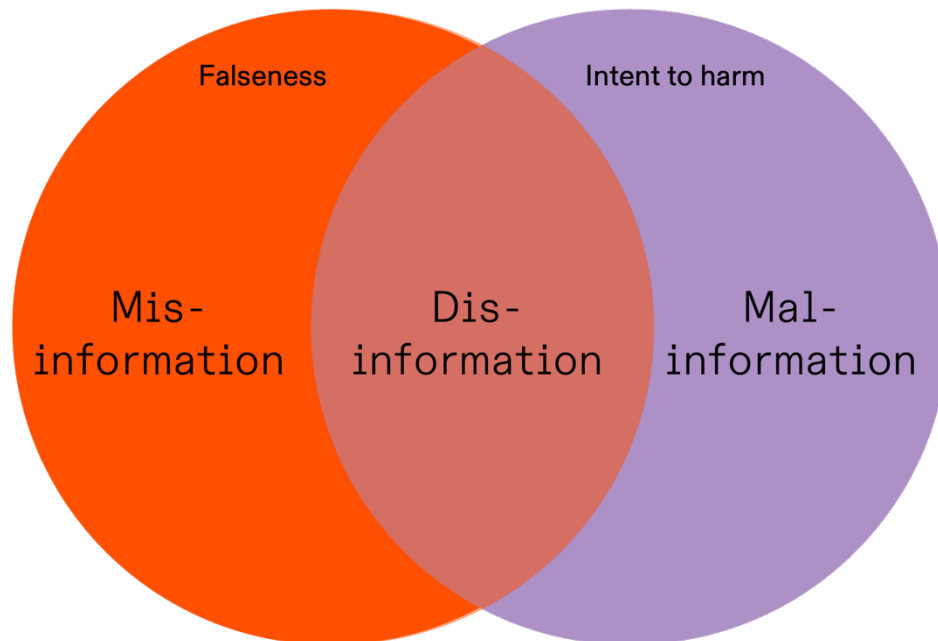 Falseness
Intent to harm
Mis-
information
Dis-
information
Mal-
information